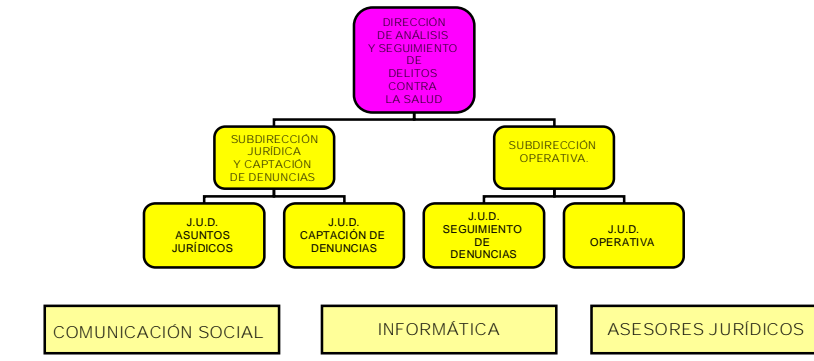 DIRECCIÓN
DE ANÁLISIS
Y SEGUIMIENTO
DE
DELITOS
CONTRA
LA SALUD
SUBDIRECCIÓN
JURÍDICA
Y CAPTACIÓN
DE DENUNCIAS
SUBDIRECCIÓN
OPERATIVA.
J.U.D.
ASUNTOS
JURÍDICOS
J.U.D.
CAPTACIÓN DE
DENUNCIAS
J.U.D.
SEGUIMIENTO
DE
DENUNCIAS
J.U.D.
OPERATIVA
COMUNICACIÓN SOCIAL
INFORMÁTICA
ASESORES JURÍDICOS